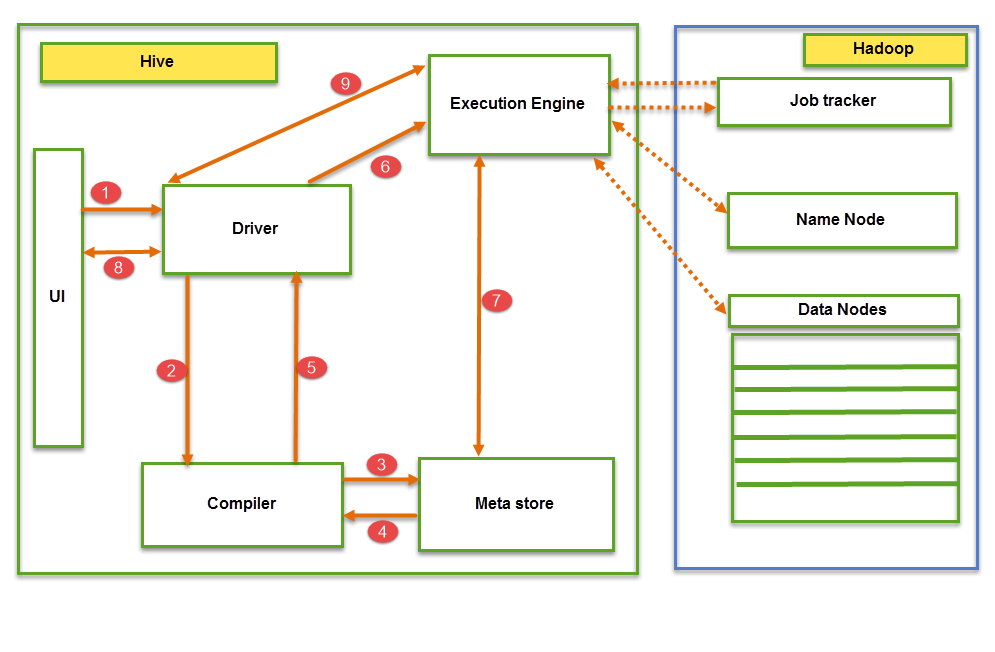 Hive
Hadoop
Execution Engine
Job tracker
9
6
1
Driver
Name Node
8
UI
7
Data Nodes
2
5
3
Compiler
Meta store
4